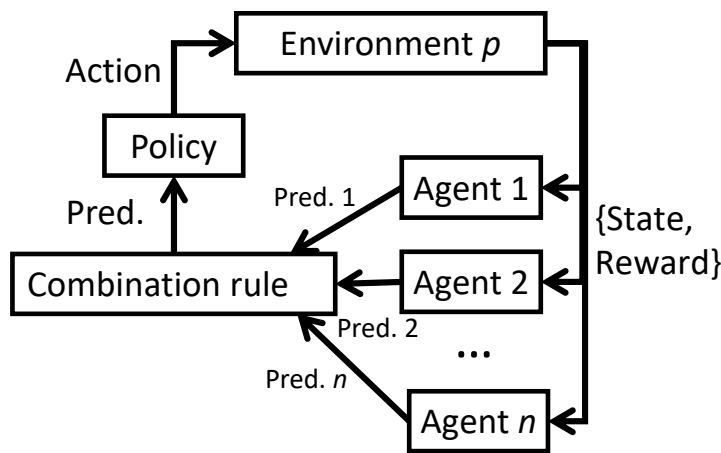 Environment p
Action
Policy
Pred. 1
Agent 1
Pred.
{State,
Reward}
Combination rule
Agent 2
Pred. 2
...
Pred. n
Agent n